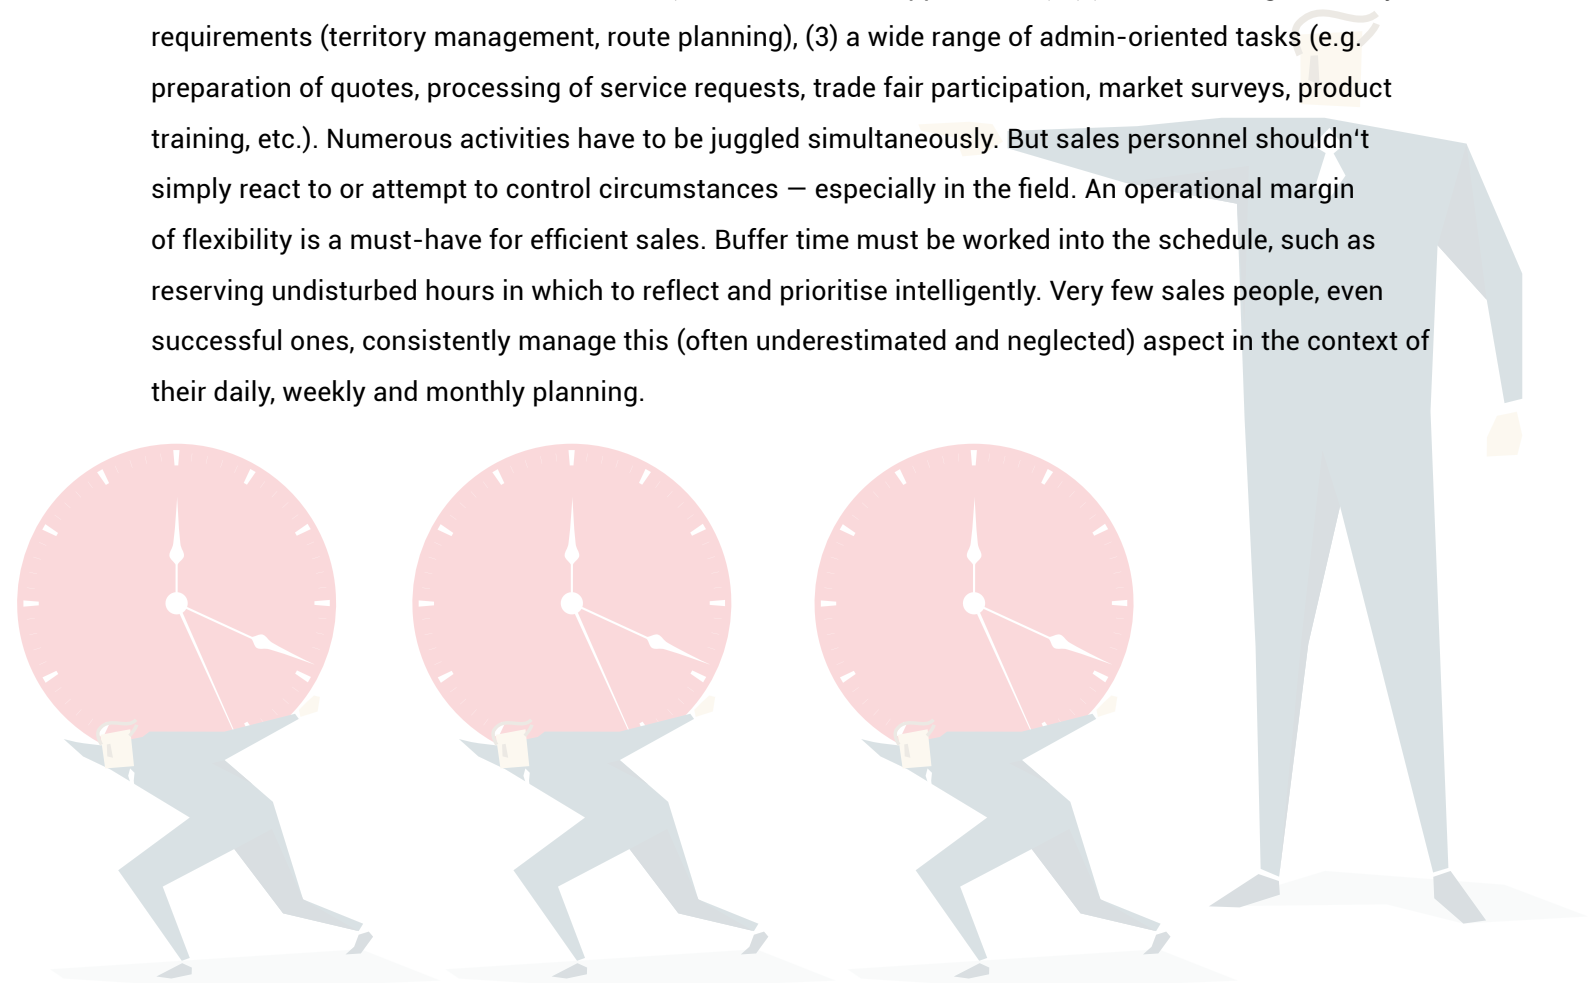 requirements (territory management, route planning), (3) a wide range of admin-oriented tasks (e.g.
preparation of quotes, processing of service requests, trade fair participation, market surveys, product
training, etc.). Numerous activities have to be juggled simultaneously. But sales personnel shouldn‘t
simply react to or attempt to control circumstances — especially in the field. An operational margin
of flexibility is a must-have for efficient sales. Buffer time must be worked into the schedule, such as
reserving undisturbed hours in which to reflect and prioritise intelligently. Very few sales people, even
successful ones, consistently manage this (often underestimated and neglected) aspect in the context of
their daily, weekly and monthly planning.